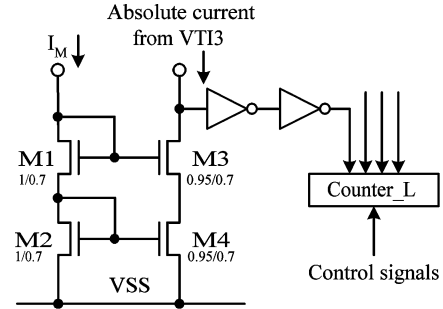 Absolute current
from VTI3
I_M
M1
1/0.7
M3
0.95/0.7
Counter_L
M2
1/0.7
M4
0.95/0.7
VSS
Control signals